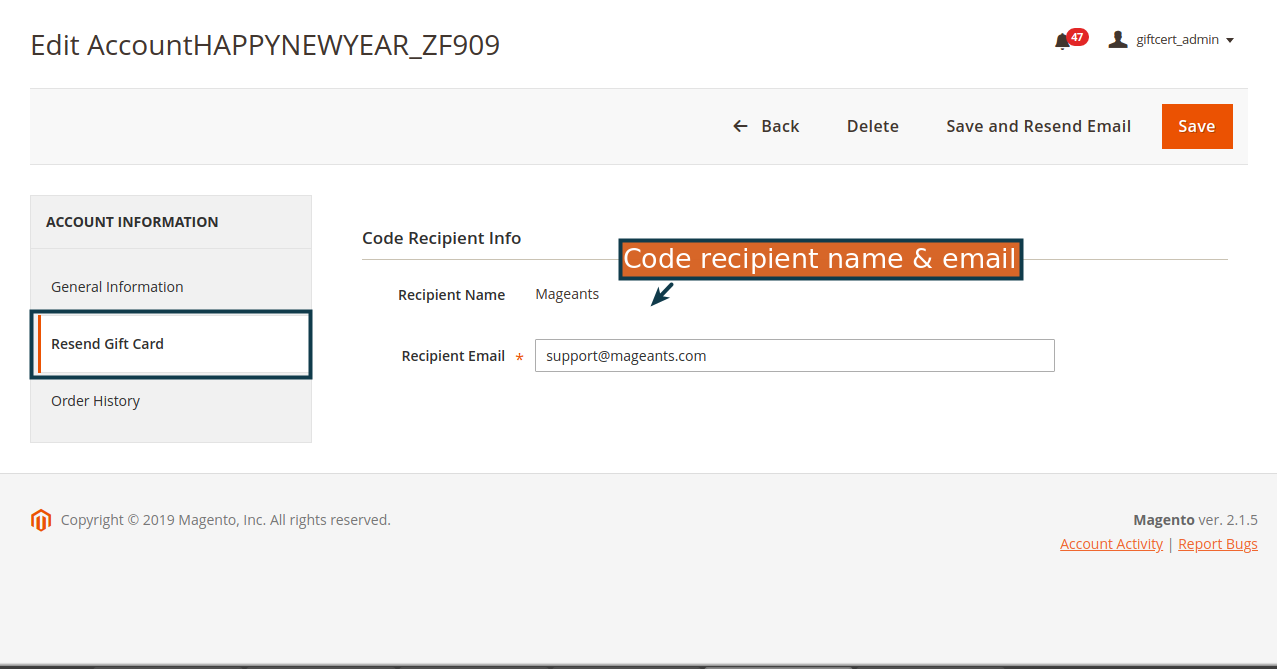 Edit AccountHAPPYNEWYEAR_ZF909
47
giftcert_admin
Back
Delete
Save and Resend Email
Save
ACCOUNT INFORMATION
General Information
Resend Gift Card
Order History
Code Recipient Info
Code recipient name & email
Recipient Name Mageants
Recipient Email * support@mageants.com
Copyright © 2019 Magento, Inc. All rights reserved.
Magento ver. 2.1.5
Account Activity | Report Bugs